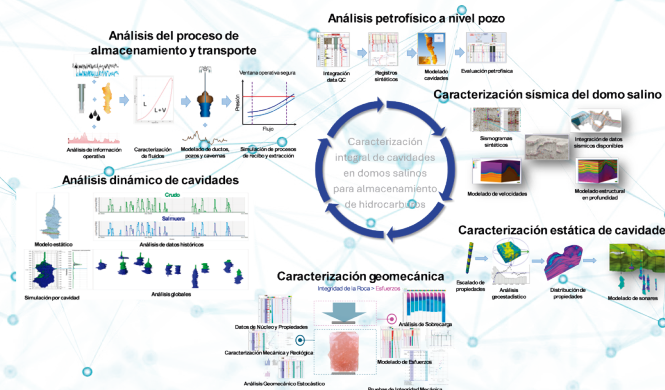 Análisis petrofísico a nivel pozo
Integración
data QC
Registros
sintéticos
Modelado
cavidades
Evaluación petrofísica
Análisis del proceso de
almacenamiento y transporte
Ventana operativa segura
Presión
Flujo
L
L+V
Análisis de información
operativa
Caracterización
de fluidos
Modelado de ductos,
pozos y cavernas
Simulación de procesos
de recibo y extracción
Caracterización sísmica del domo salino
Sismogramas
sintéticos
Integración de datos
sísmicos disponibles
Modelado de velocidades
Modelado estructural
en profundidad
Caracterización
integral de cavidades
en domos salinos
para almacenamiento
de hidrocarburos
Análisis dinámico de cavidades
Crudo
Salmuera
Modelo estático
Análisis de datos históricos
Simulación por cavidad
Análisis globales
Caracterización estática de cavidade
Escalado de
propiedades
Análisis
geoestadístico
Distribución de
propiedades
Modelado de sonares
Caracterización geomecánica
Integridad de la Roca > Esfuerzos
Datos de Núcleo y Propiedades
Análisis de Sobrecarga
Caracterización Mecánica y Reológica
Modelado de Esfuerzos
Análisis Geomecánico Estocástico
Pruebas de Integridad Mecánica